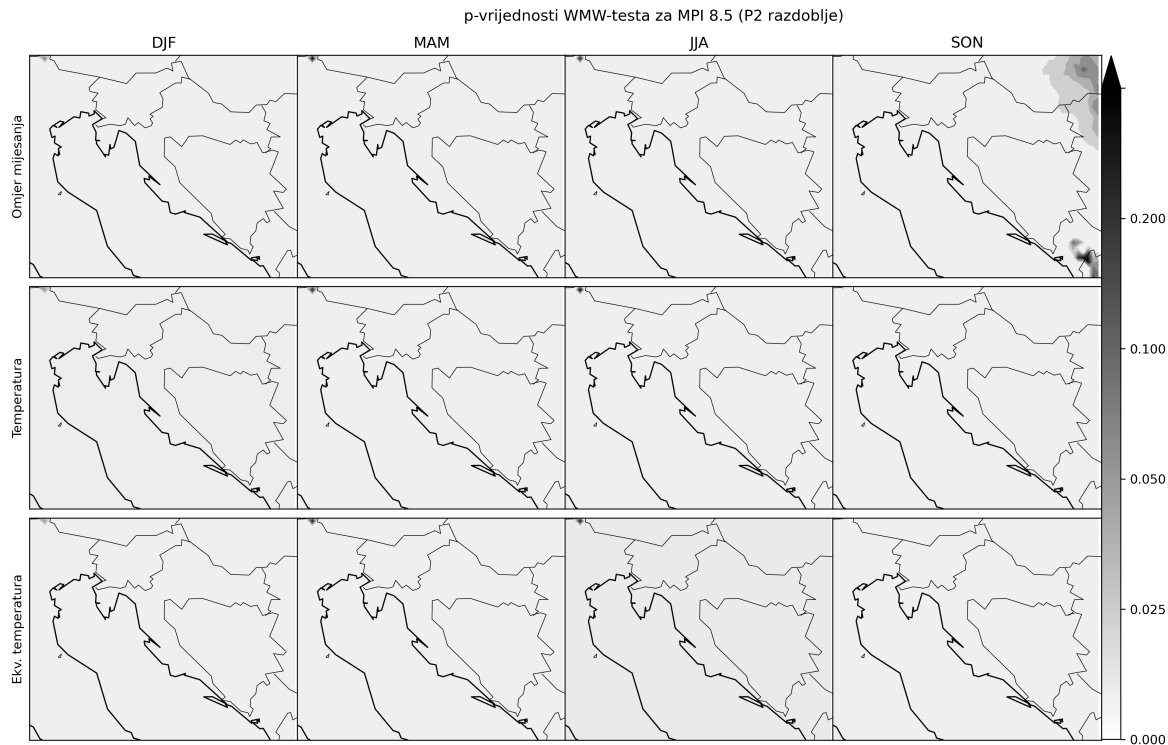 p-vrijednosti WMW-testa za MPI 8.5 (P2 razdoblje)
DJF
MAM
JJA
SON
Omjer mijesanja
Temperatura
Ekv. temperatura
0.200
0.100
0.050
0.025
0.000